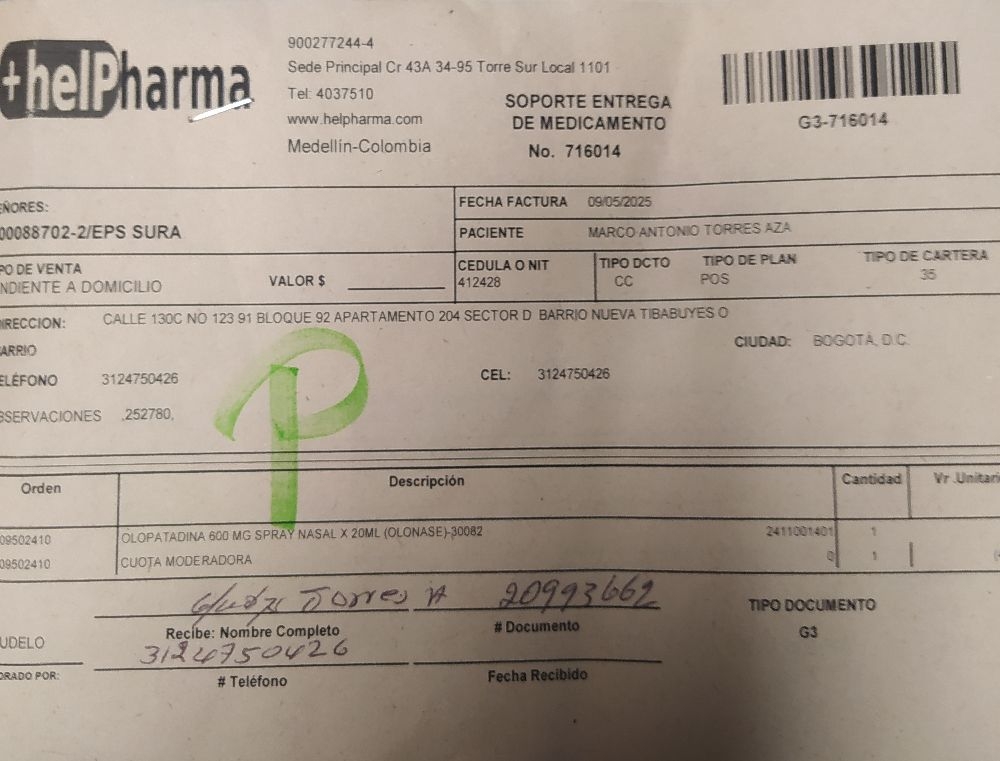 +helPharma
900277244-4
Sede Principal Cr 43A 34-95 Torre Sur Local 1101
Tel: 4037510
www.helpharma.com
Medellín-Colombia
SOPORTE ENTREGA
DE MEDICAMENTO
No. 716014
G3-716014
EÑORES:
00088702-2/EPS SURA
FECHA FACTURA 09/05/2025
PACIENTE MARCO ANTONIO TORRES AZA
PO DE VENTA
NDIENTE A DOMICILIO
VALOR $
CEDULA O NIT
412428
TIPO DCTO
CC
TIPO DE PLAN
POS
TIPO DE CARTERA
35
IRECCION: CALLE 130C NO 123 91 BLOQUE 92 APARTAMENTO 204 SECTOR D BARRIO NUEVA TIBABUYES O
ARRIO
CIUDAD: BOGOTA, D.C.
ELÉFONO 3124750426
CEL: 3124750426
BSERVACIONES ,252780,
P
Orden Descripción Cantidad Vr .Unitari
09502410 OLOPATADINA 600 MG SPRAY NASAL X 20ML (OLONASE)-30082 2411001401 1
09502410 CUOTA MODERADORA 0 1
Torres A 20993662
Recibe: Nombre Completo # Documento
3124750426
# Teléfono Fecha Recibido
TIPO DOCUMENTO
G3
UDELO
ORADO POR: